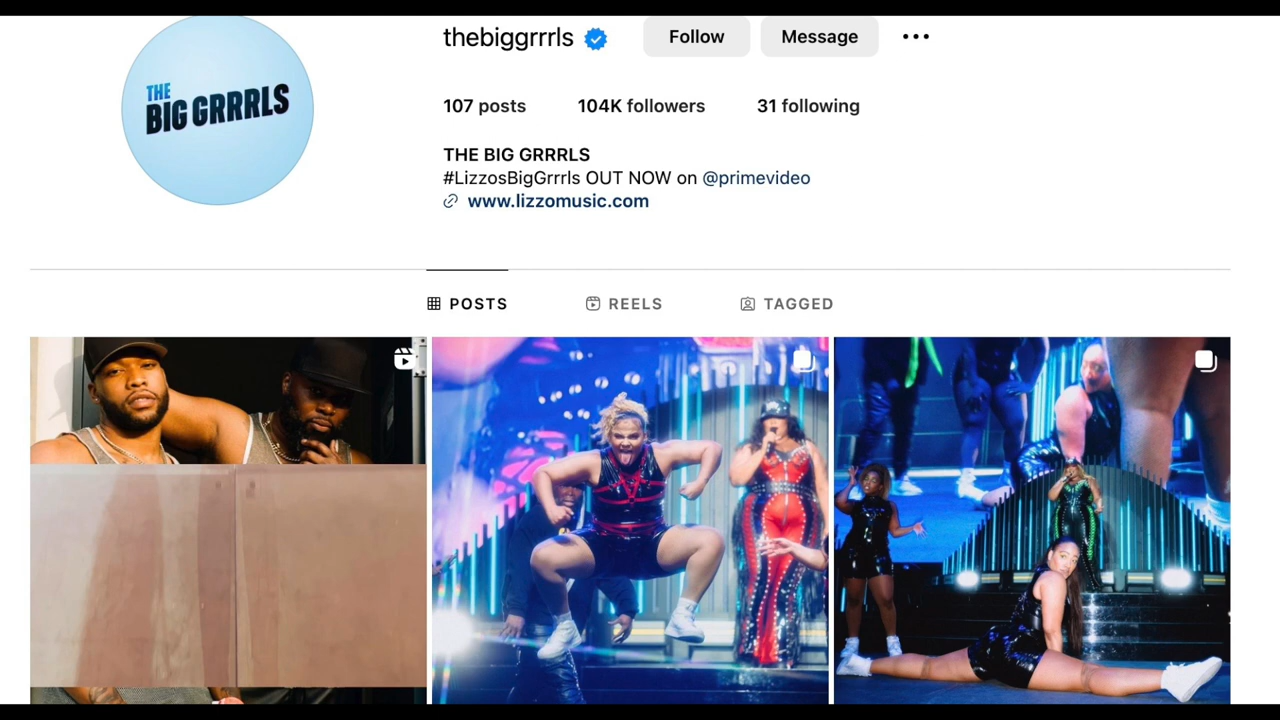 THE
BIG GRRRLS
thebiggrrrls
Follow
Message
107 posts
104K followers
31 following
THE BIG GRRRLS
#LizzosBigGrrrls OUT NOW on @primevideo
www.lizzomusic.com
POSTS
REELS
TAGGED